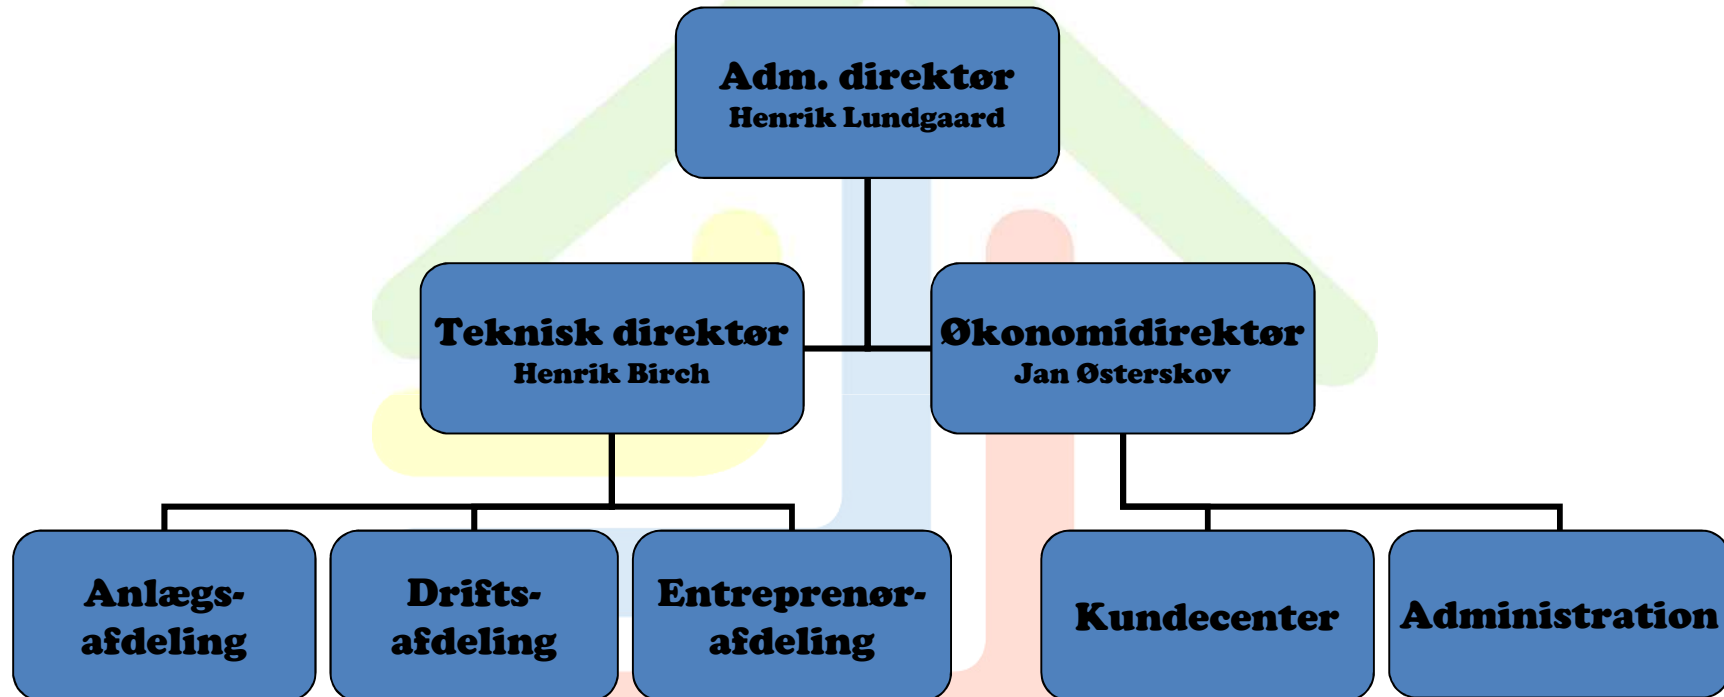 Adm. direktør
Henrik Lundgaard
Teknisk direktør
Henrik Birch
Økonomidirektør
Jan Østerskov
Anlægs-
afdeling
Drifts-
afdeling
Entreprenør-
afdeling
Kundecenter
Administration